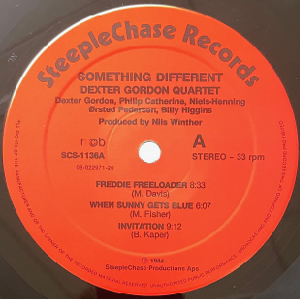 SteepleChase Records
SOMETHING DIFFERENT
DEXTER GORDON QUARTET
Dexter Gordon, Philip Catherine, Niels-Henning
Ørsted Pedersen, Billy Higgins
Produced by Nils Winther
A
SCS-1136A
STEREO - 33 rpm
FREDDIE FREELOADER 8:33
(M. Davis)
WHEN SUNNY GETS BLUE 6:07
(M. Fisher)
INVITATION 9:12
(B. Kaper)
SteepleChase Productions Aps.